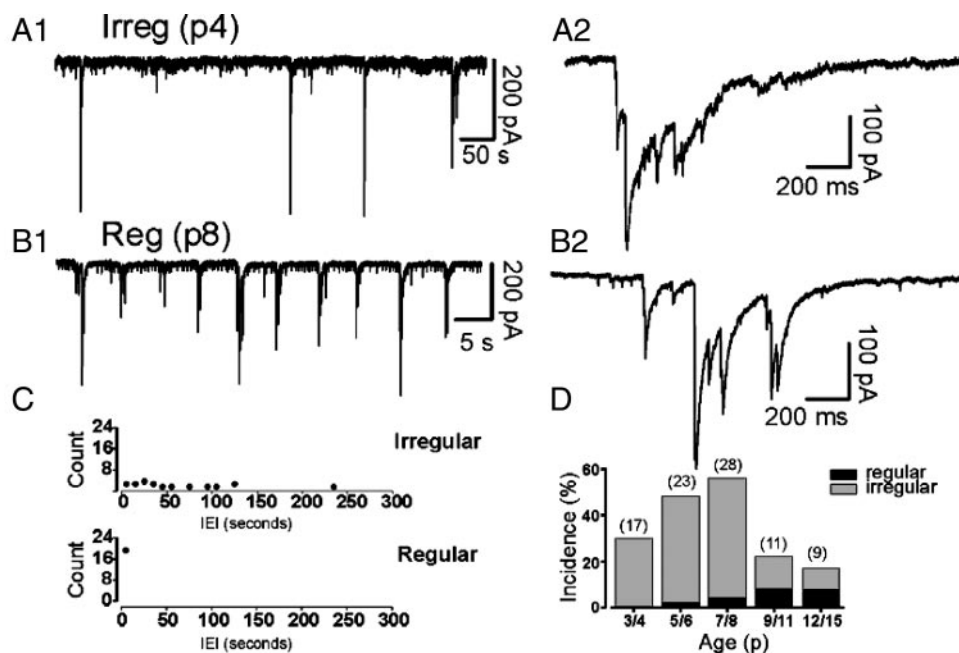 A1 Irreg (p4)
200 pA
50 s
A2
100 pA
200 ms
B1 Reg (p8)
200 pA
5 s
B2
100 pA
200 ms
C
Irregular
Count
24
16
8
0 50 100 150 200 250 300
IEI (seconds)
Regular
Count
24
16
8
0
0 50 100 150 200 250 300
IEI (seconds)
D
regular
irregular
Incidence (%)
60
40
20
0
(17) (23) (28) (11) (9)
3/4 5/6 7/8 9/11 12/15
Age (p)